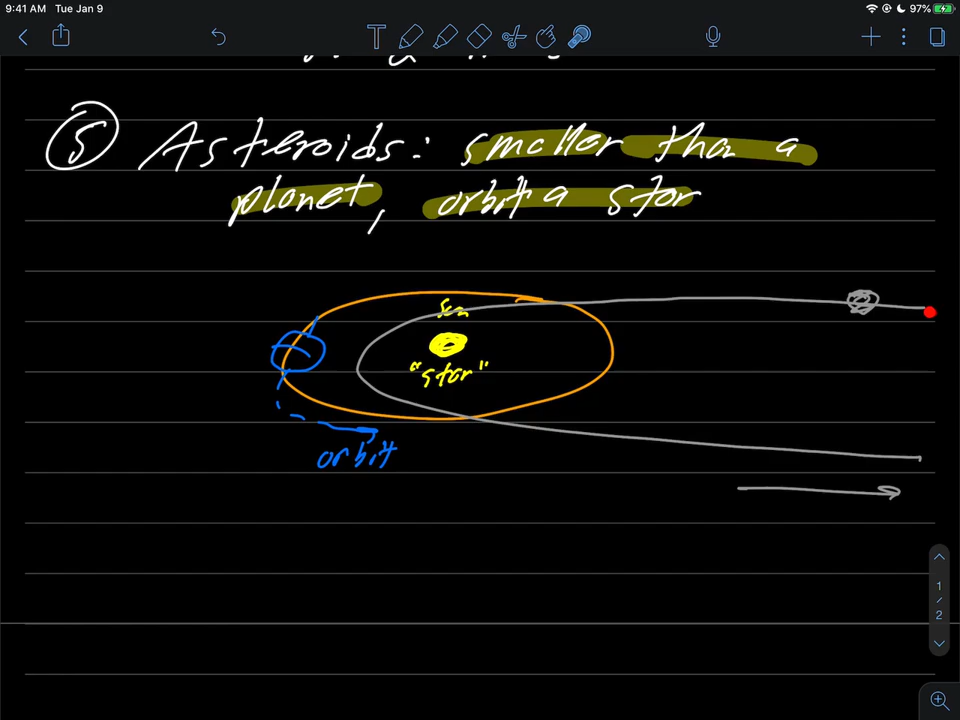 9:41 AM Tue Jan 9
97%
5 Asteroids: smaller than a
planet, orbit a star
sun
"star"
orbit
1
/
2